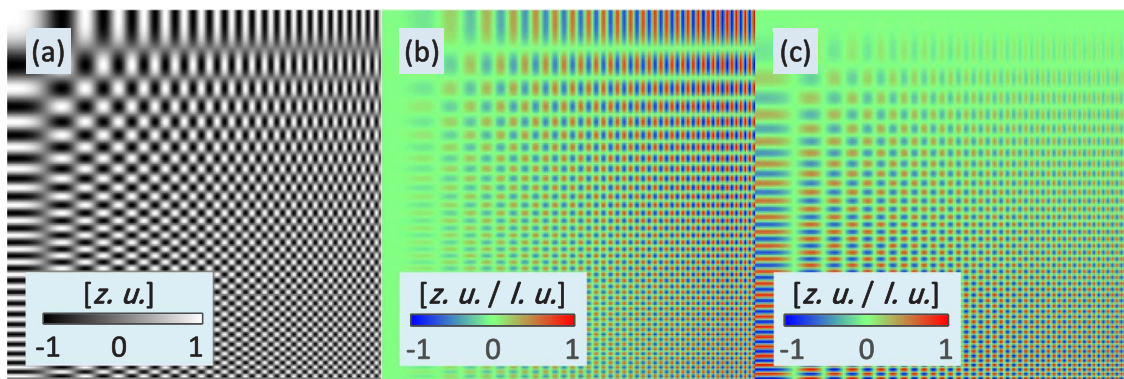 (a)
(b)
(c)
[z. u.]
-1 0 1
[z. u. / l. u.]
-1 0 1
[z. u. / l. u.]
-1 0 1